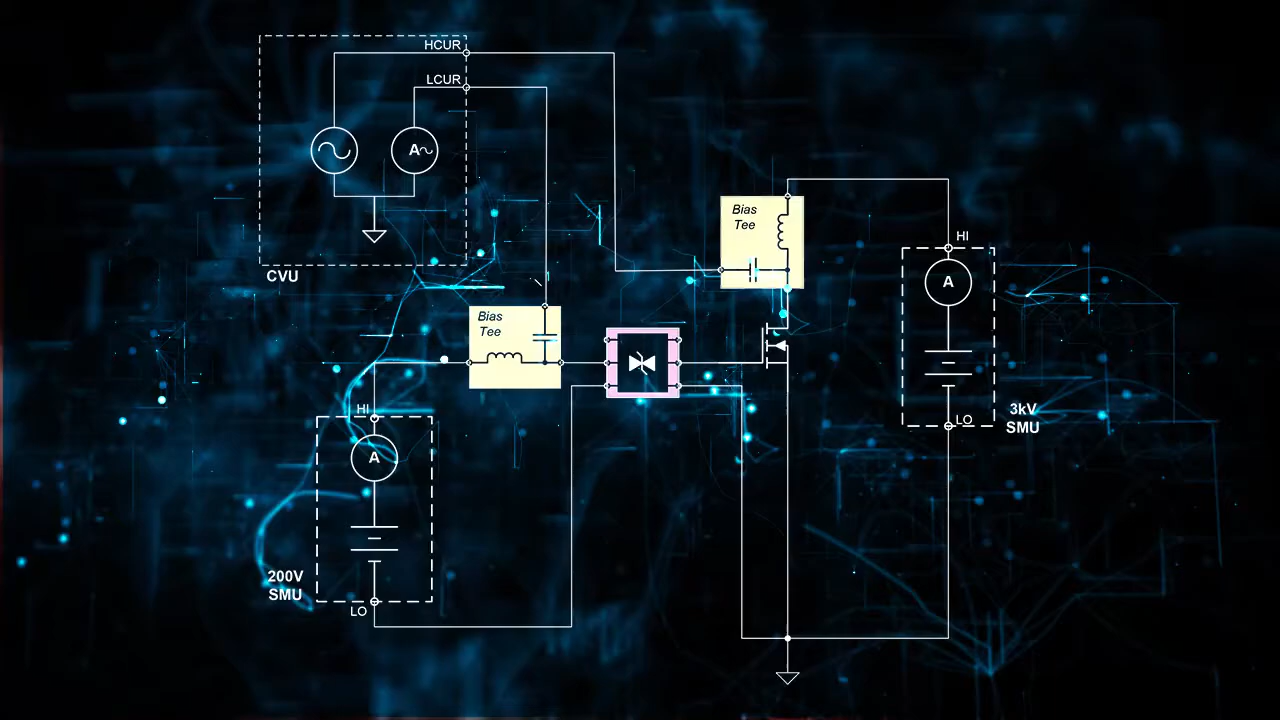 HCUR
LCUR
A~
CVU
Bias
Tee
HI
A
3kV
SMU
LO
Bias
Tee
HI
A
200V
SMU
LO